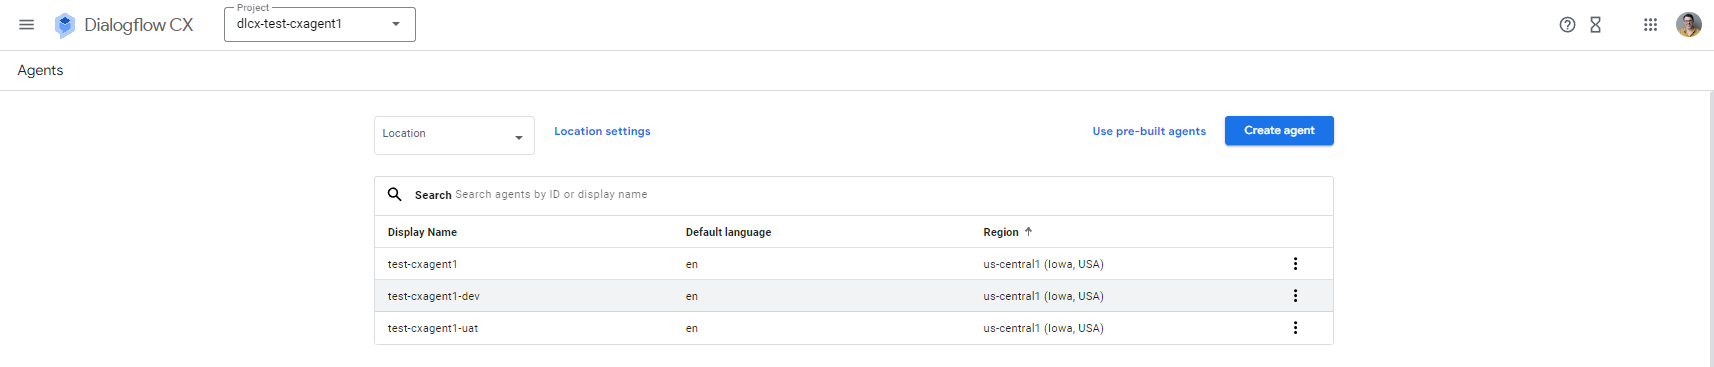 Dialogflow CX
Project
dlcx-test-cxagent1
Agents
Location
Location settings
Use pre-built agents
Create agent
Search Search agents by ID or display name
Display Name Default language Region
test-cxagent1 en us-central1 (Iowa, USA)
test-cxagent1-dev en us-central1 (Iowa, USA)
test-cxagent1-uat en us-central1 (Iowa, USA)